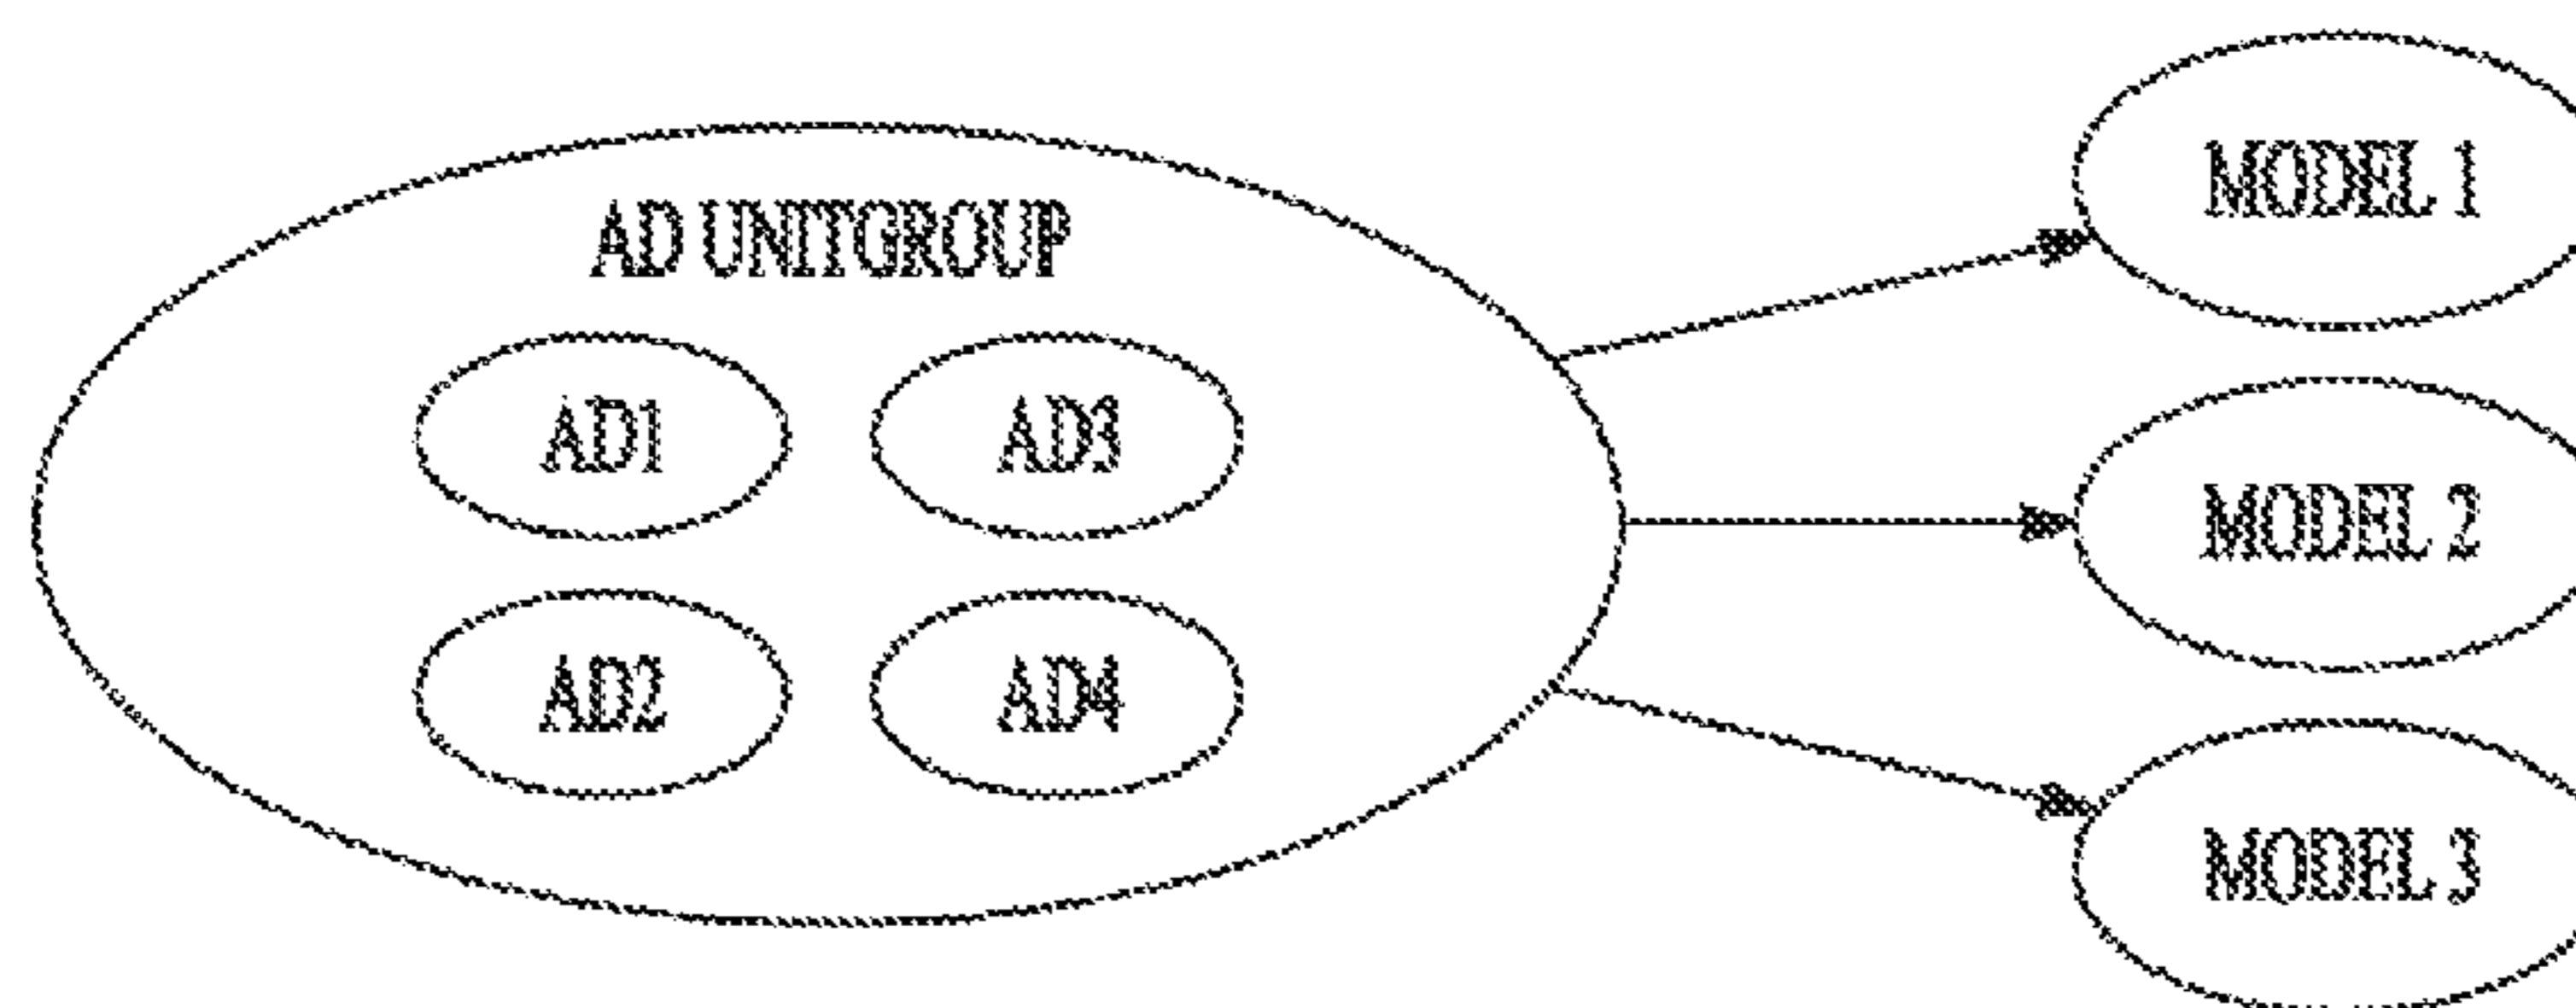 AD UNITGROUP
AD1
AD3
AD2
AD4
MODEL 1
MODEL 2
MODEL 3